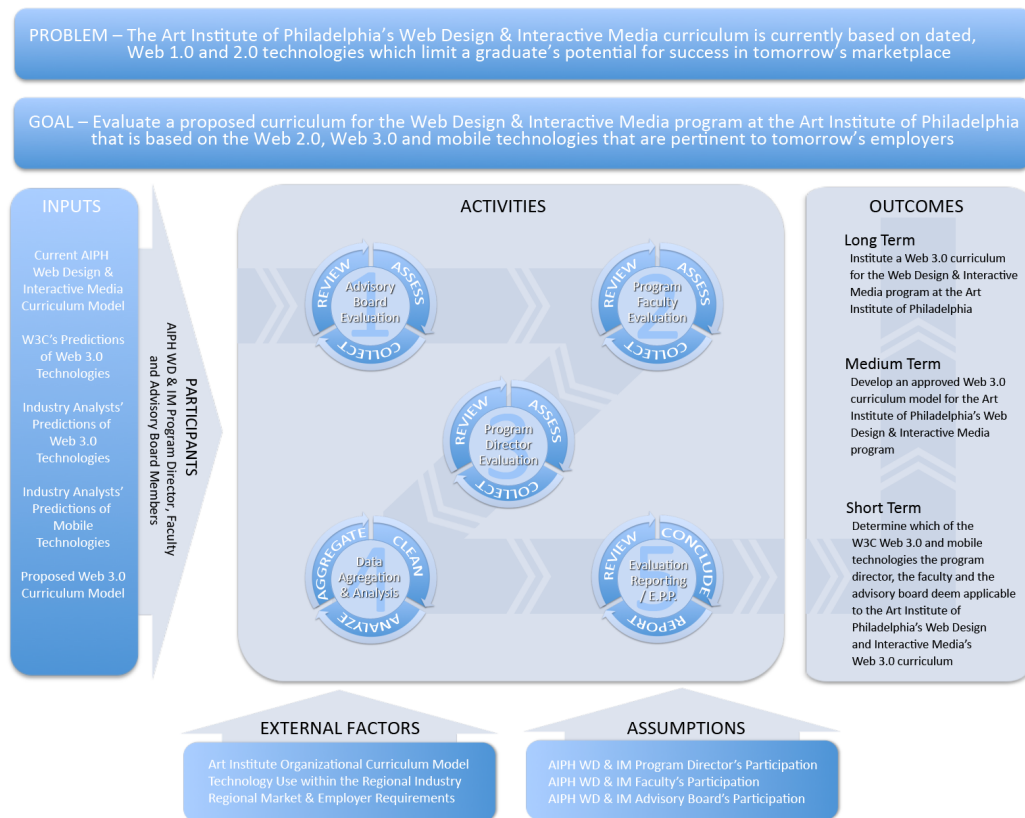 PROBLEM – The Art Institute of Philadelphia's Web Design & Interactive Media curriculum is currently based on dated,
Web 1.0 and 2.0 technologies which limit a graduate's potential for success in tomorrow's marketplace
GOAL – Evaluate a proposed curriculum for the Web Design & Interactive Media program at the Art Institute of Philadelphia
that is based on the Web 2.0, Web 3.0 and mobile technologies that are pertinent to tomorrow's employers
INPUTS
Current AIPH
Web Design &
Interactive Media
Curriculum Model
W3C's Predictions
of Web 3.0
Technologies
Industry Analysts'
Predictions of
Web 3.0
Technologies
Industry Analysts'
Predictions of
Mobile
Technologies
Proposed Web 3.0
Curriculum Model
PARTICIPANTS
AIPH WD & IM Program Director, Faculty
and Advisory Board Members
ACTIVITIES
1
REVIEW
ASSESS
COLLECT
Advisory
Board
Evaluation
2
REVIEW
ASSESS
COLLECT
Program
Faculty
Evaluation
3
REVIEW
ASSESS
COLLECT
Program
Director
Evaluation
4
AGGREGATE
CLEAN
ANALYZE
Data
Agregation
& Analysis
5
REVIEW
CONCLUDE
REPORT
Evaluation
Reporting
/ E.P.P.
OUTCOMES
Long Term
Institute a Web 3.0 curriculum
for the Web Design & Interactive
Media program at the Art
Institute of Philadelphia
Medium Term
Develop an approved Web 3.0
curriculum model for the Art
Institute of Philadelphia's Web
Design & Interactive Media
program
Short Term
Determine which of the
W3C Web 3.0 and mobile
technologies the program
director, the faculty and the
advisory board deem applicable
to the Art Institute of
Philadelphia's Web Design
and Interactive Media's
Web 3.0 curriculum
EXTERNAL FACTORS
Art Institute Organizational Curriculum Model
Technology Use within the Regional Industry
Regional Market & Employer Requirements
ASSUMPTIONS
AIPH WD & IM Program Director's Participation
AIPH WD & IM Faculty's Participation
AIPH WD & IM Advisory Board's Participation